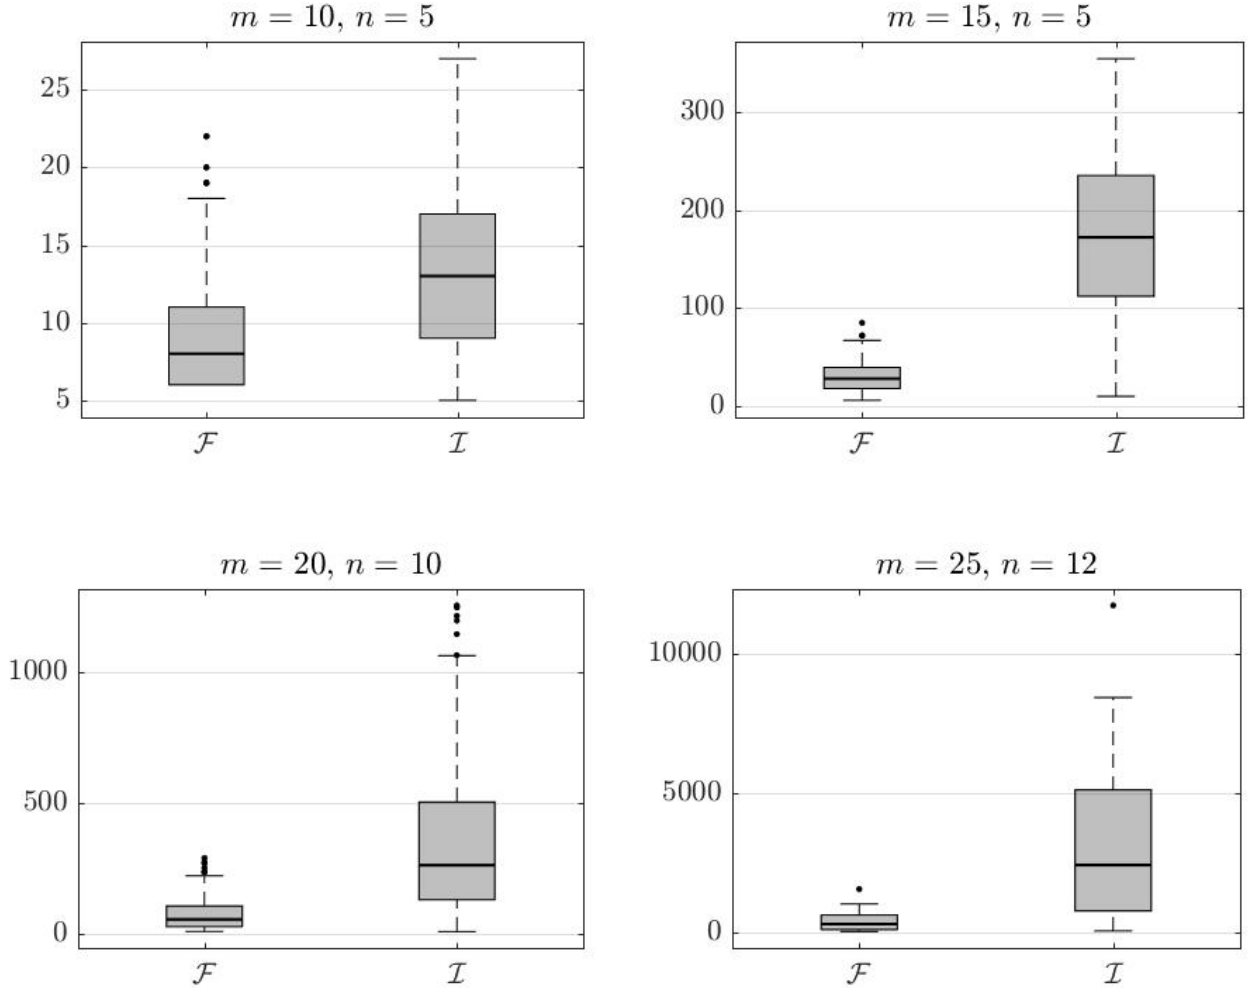 m = 10, n = 5
25
20
15
10
5
ℱ ℐ
m = 15, n = 5
300
200
100
0
ℱ ℐ
m = 20, n = 10
1000
500
0
ℱ ℐ
m = 25, n = 12
10000
5000
0
ℱ ℐ